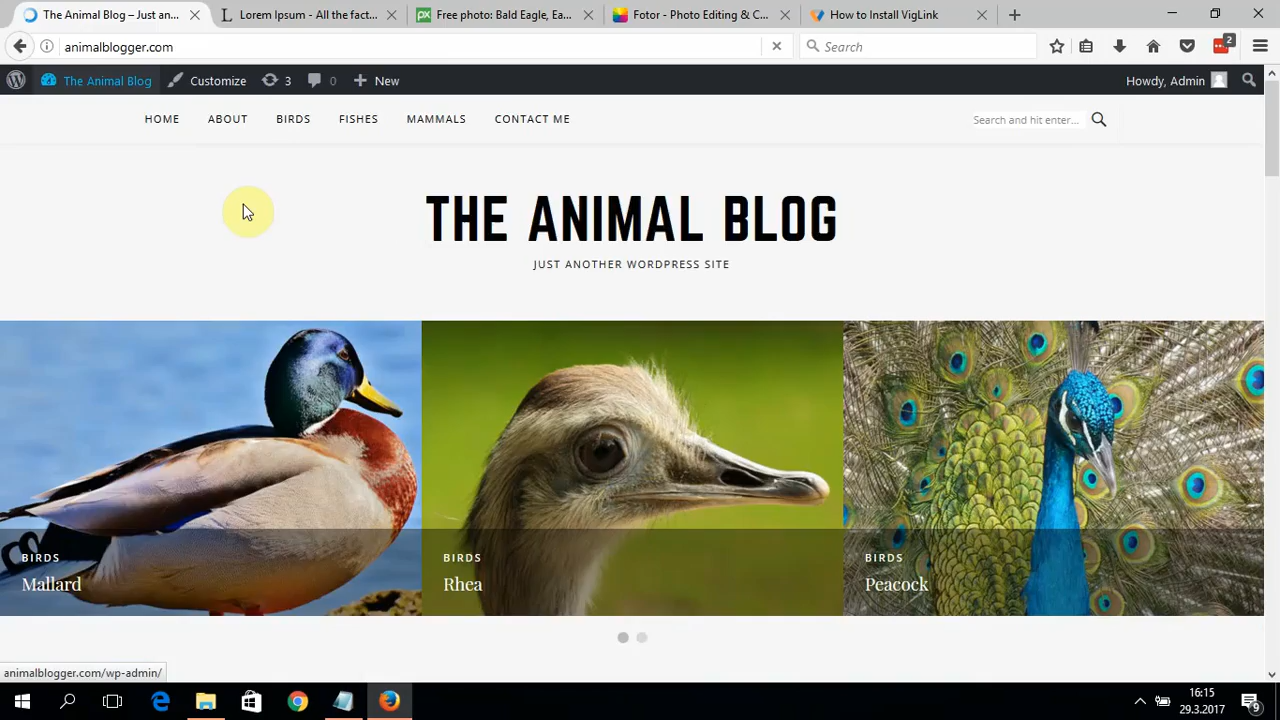 The Animal Blog – Just an...
Lorem Ipsum - All the fact...
Free photo: Bald Eagle, Ea...
Fotor - Photo Editing & C...
How to Install VigLink
animalblogger.com
Search
2
The Animal Blog
Customize
3
0
New
Howdy, Admin
HOME
ABOUT
BIRDS
FISHES
MAMMALS
CONTACT ME
Search and hit enter...
THE ANIMAL BLOG
JUST ANOTHER WORDPRESS SITE
BIRDS
Mallard
BIRDS
Rhea
BIRDS
Peacock
animalblogger.com/wp-admin/
16:15
29.3.2017
9